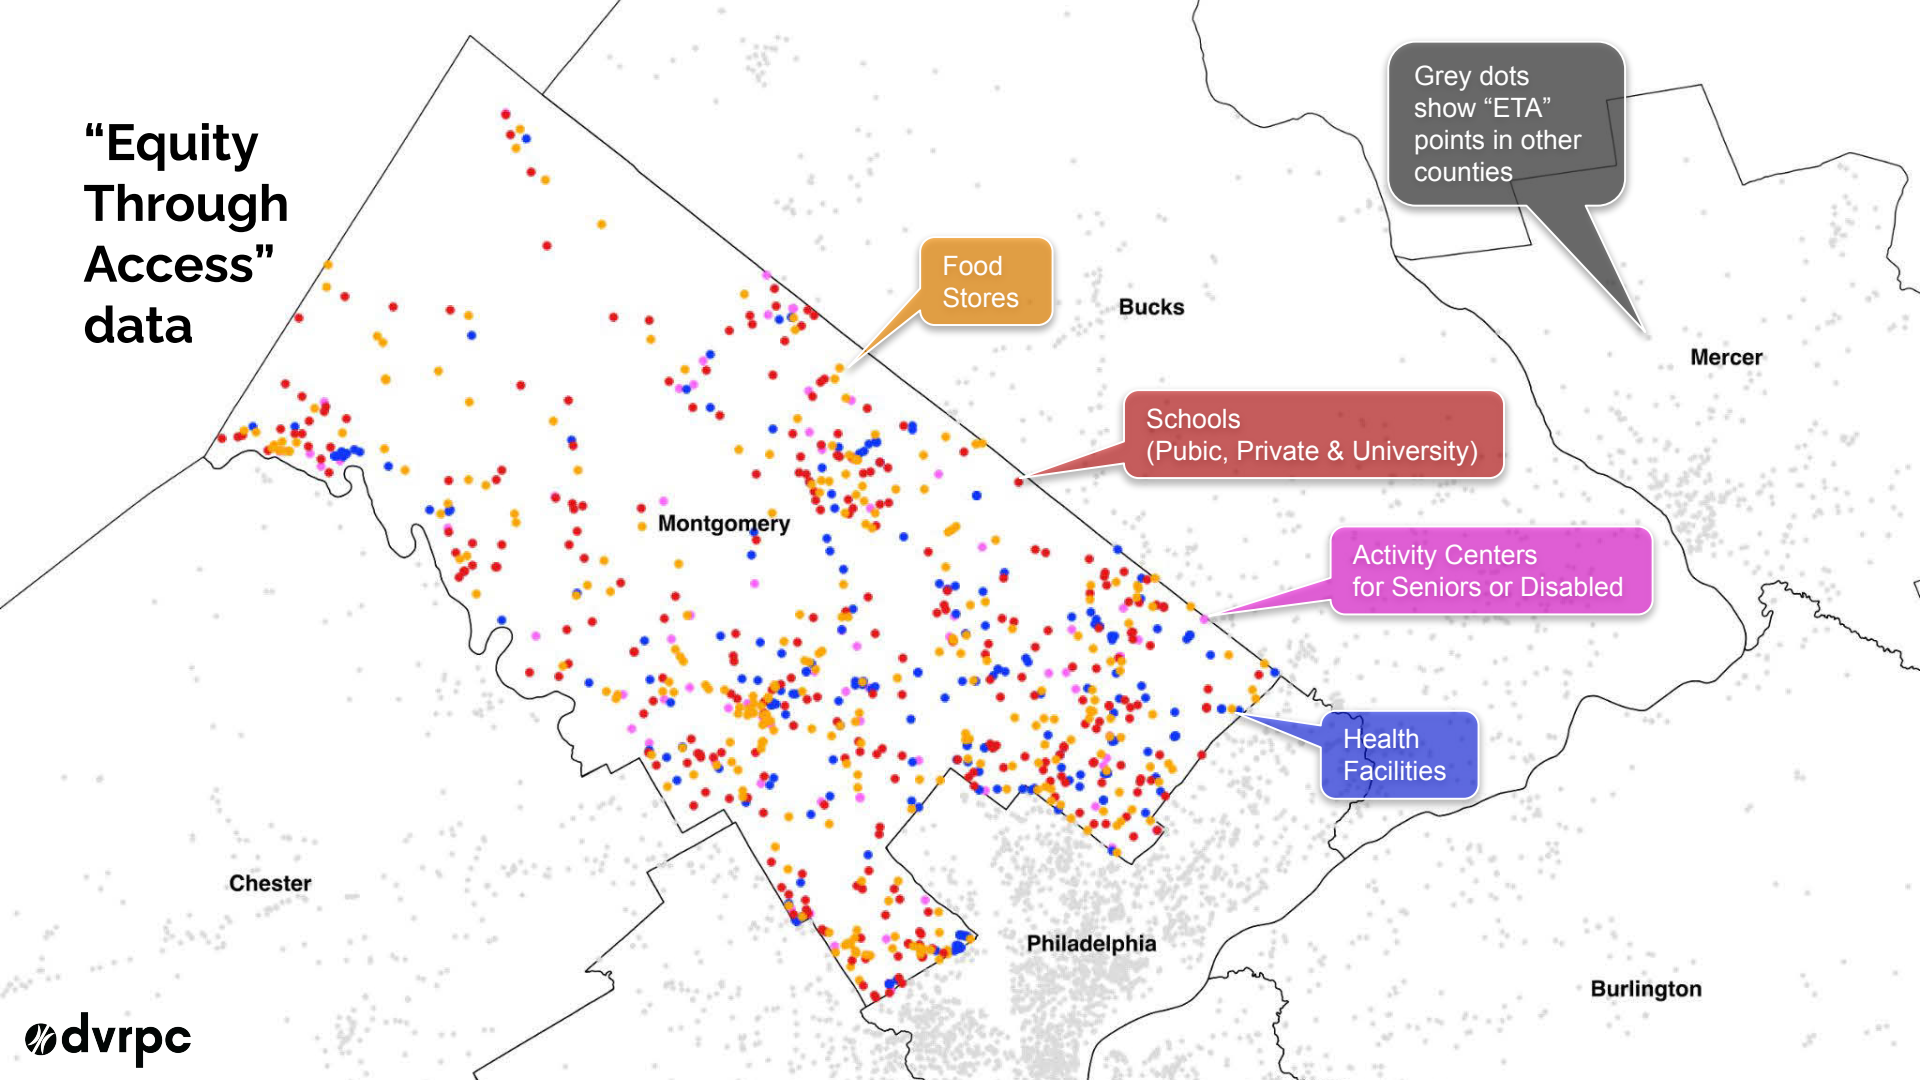 “Equity
Through
Access”
data
Grey dots
show “ETA”
points in other
counties
Food
Stores
Bucks
Mercer
Schools
(Pubic, Private & University)
Montgomery
Activity Centers
for Seniors or Disabled
Health
Facilities
Chester
Philadelphia
Burlington
dvrpc